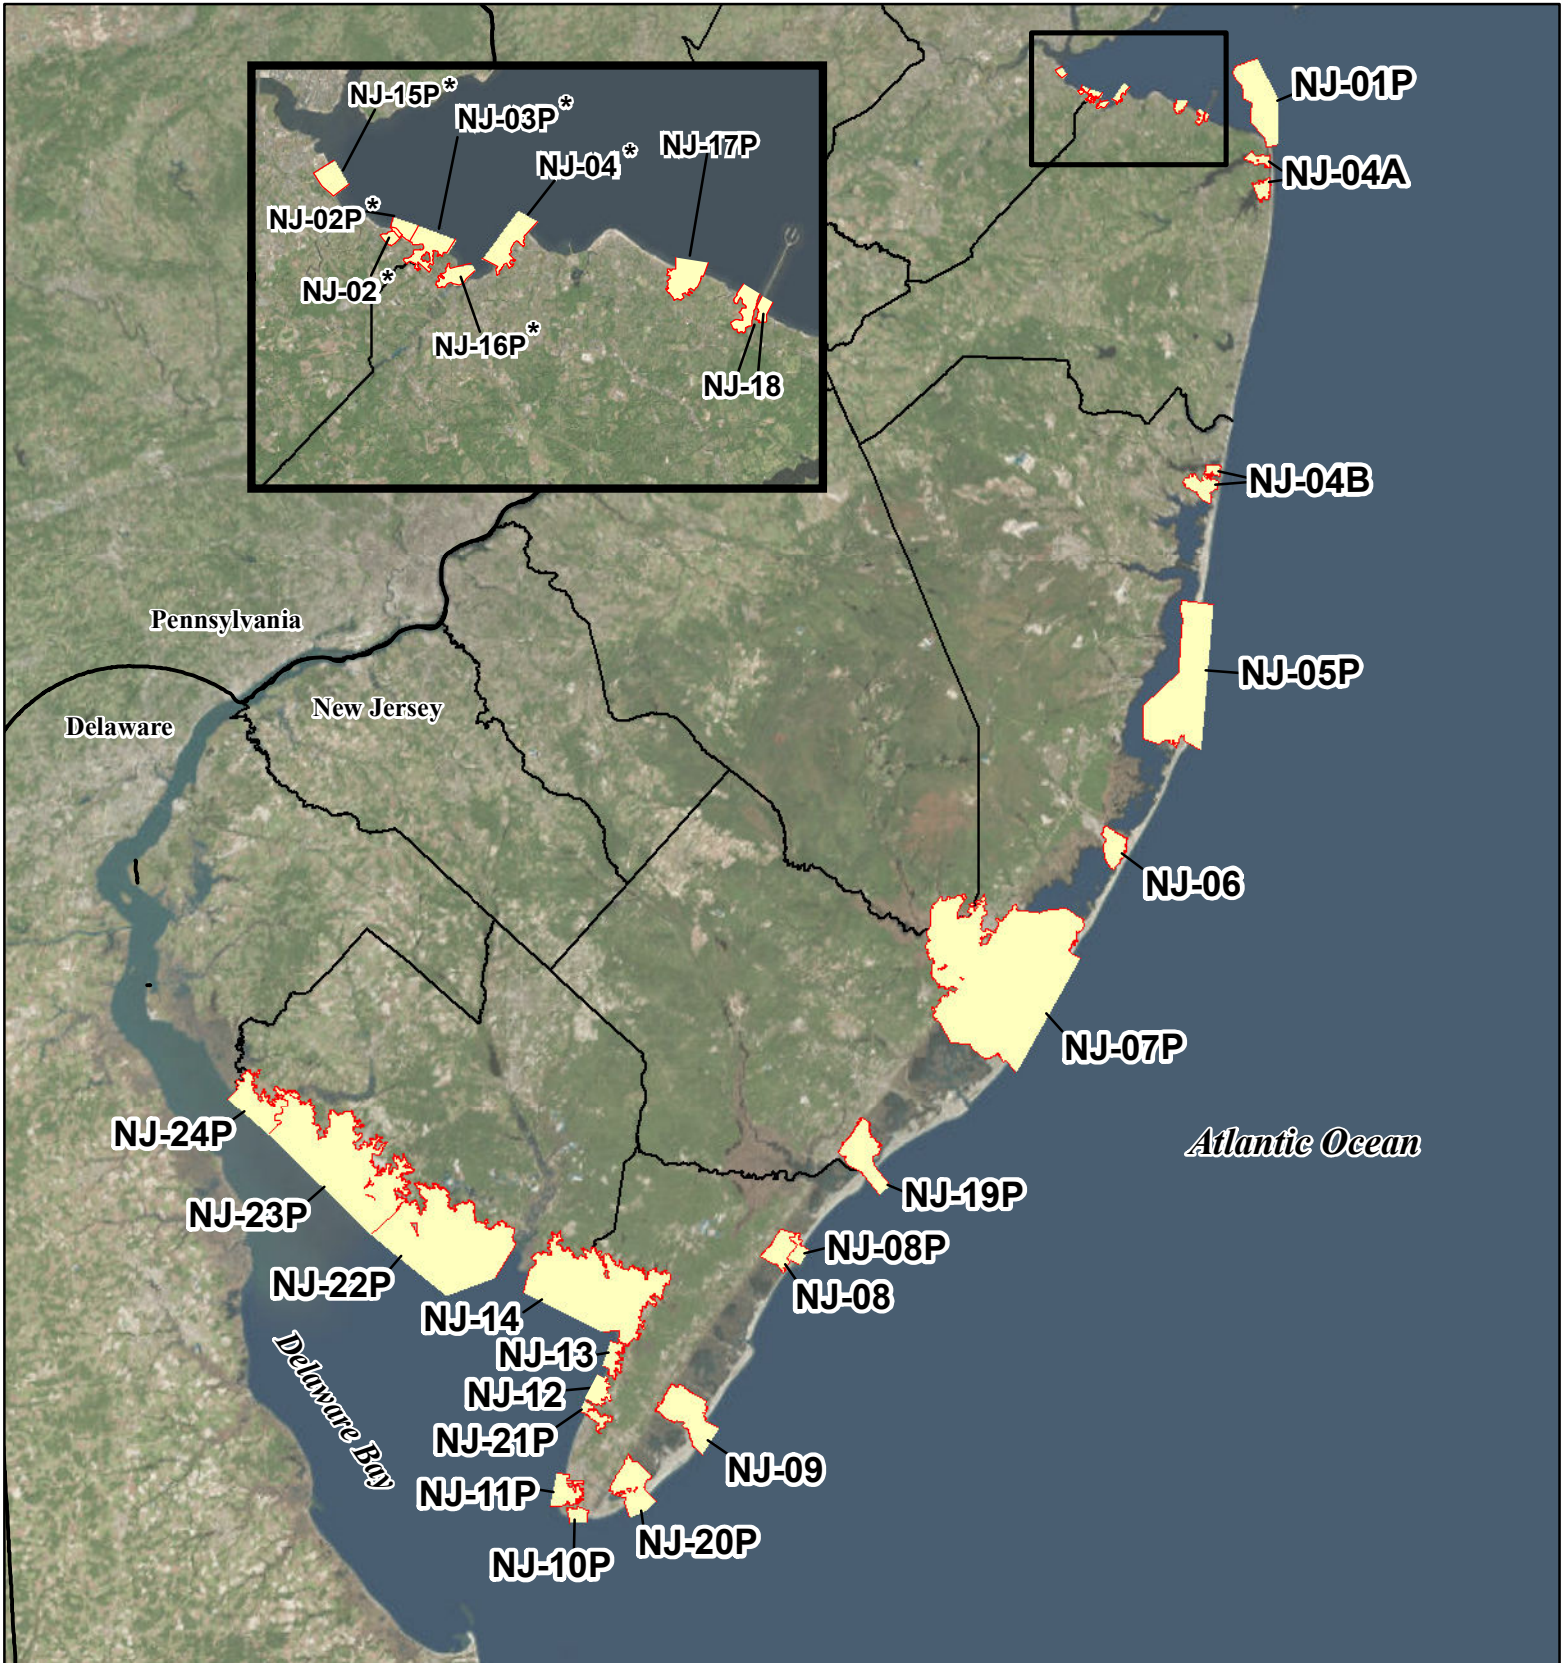 NJ-15P*
NJ-03P*
NJ-04*
NJ-17P
NJ-02P*
NJ-02*
NJ-16P*
NJ-18
NJ-01P
NJ-04A
NJ-04B
Pennsylvania
NJ-05P
New Jersey
Delaware
NJ-06
NJ-07P
NJ-24P
Atlantic Ocean
NJ-19P
NJ-23P
NJ-08P
NJ-22P
NJ-08
NJ-14
NJ-13
NJ-12
Delaware Bay
NJ-21P
NJ-09
NJ-11P
NJ-20P
NJ-10P